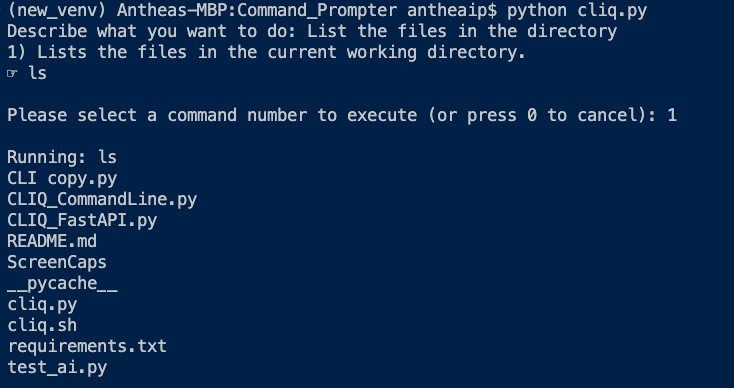 (new_venv) Antheas-MBP:Command_Prompter antheaip$ python cliq.py
Describe what you want to do: List the files in the directory
1) Lists the files in the current working directory.
☞ ls
Please select a command number to execute (or press 0 to cancel): 1
Running: ls
CLI copy.py
CLIQ_CommandLine.py
CLIQ_FastAPI.py
README.md
ScreenCaps
__pycache__
cliq.py
cliq.sh
requirements.txt
test_ai.py